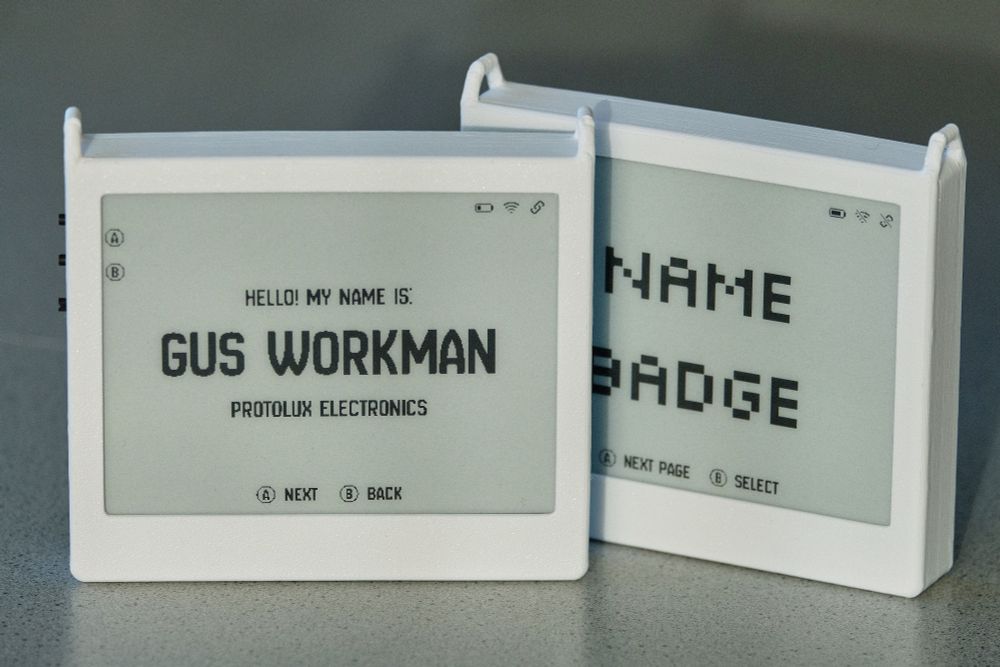 A
B
HELLO! MY NAME IS:
GUS WORKMAN
PROTOLUX ELECTRONICS
A NEXT B BACK
NAME
BADGE
A NEXT PAGE B SELECT